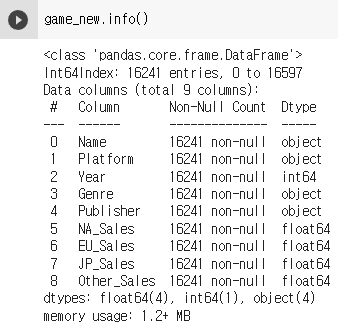 game_new.info()
<class 'pandas.core.frame.DataFrame'>
Int64Index: 16241 entries, 0 to 16597
Data columns (total 9 columns):
 #   Column       Non-Null Count  Dtype
---  ------       --------------  -----
 0   Name         16241 non-null  object
 1   Platform     16241 non-null  object
 2   Year         16241 non-null  int64
 3   Genre        16241 non-null  object
 4   Publisher    16241 non-null  object
 5   NA_Sales     16241 non-null  float64
 6   EU_Sales     16241 non-null  float64
 7   JP_Sales     16241 non-null  float64
 8   Other_Sales  16241 non-null  float64
dtypes: float64(4), int64(1), object(4)
memory usage: 1.2+ MB